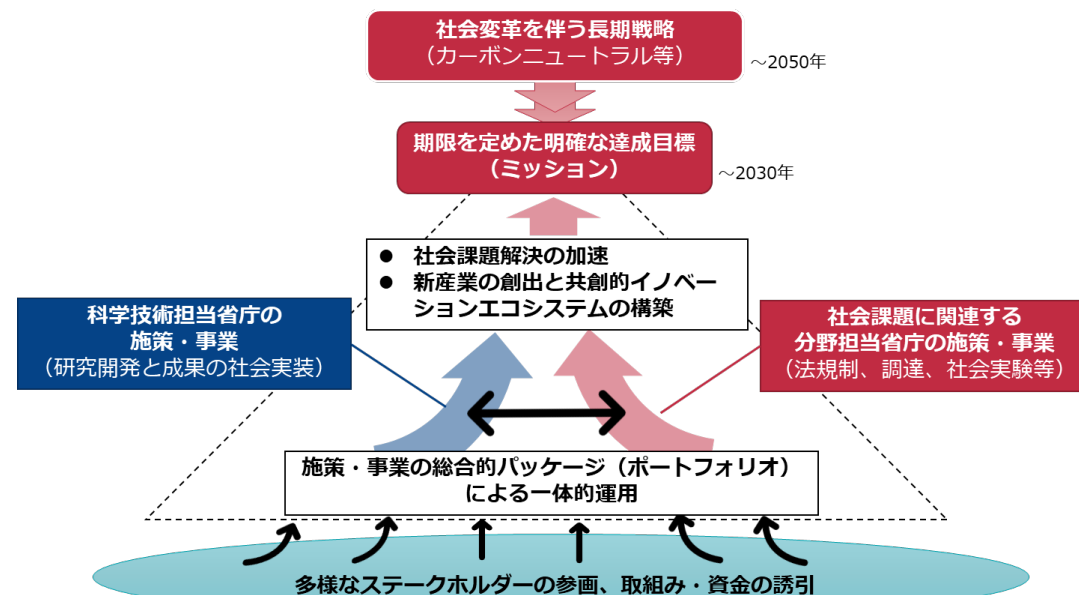 社会変革を伴う長期戦略
（カーボンニュートラル等）
～2050年
期限を定めた明確な達成目標
（ミッション）
～2030年
● 社会課題解決の加速
● 新産業の創出と共創的イノベー
ションエコシステムの構築
科学技術担当省庁の
施策・事業
（研究開発と成果の社会実装）
社会課題に関連する
分野担当省庁の施策・事業
（法規制、調達、社会実験等）
施策・事業の総合的パッケージ（ポートフォリオ）
による一体的運用
多様なステークホルダーの参画、取組み・資金の誘引